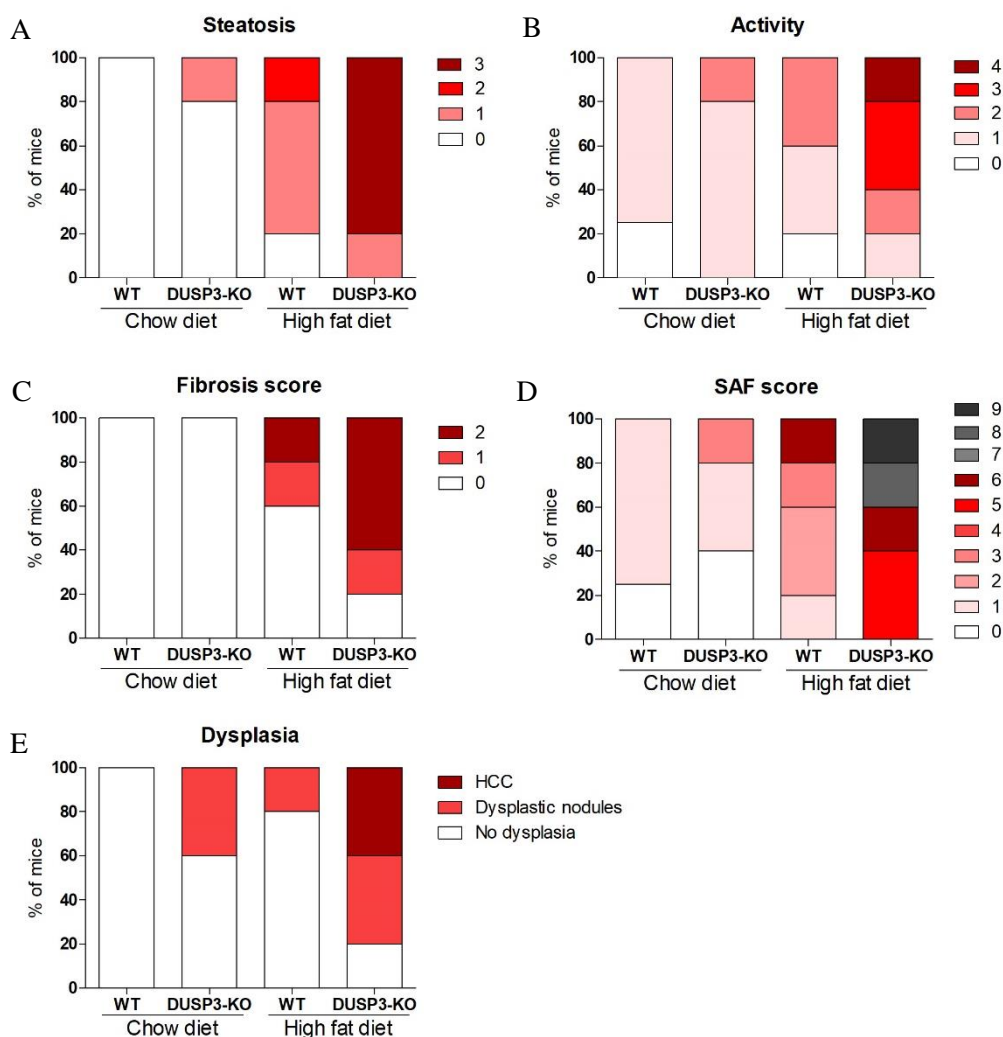 A
Steatosis
% of mice
100
80
60
40
20
0
3
2
1
0
WT DUSP3-KO WT DUSP3-KO
Chow diet High fat diet
B
Activity
% of mice
100
80
60
40
20
0
4
3
2
1
0
WT DUSP3-KO WT DUSP3-KO
Chow diet High fat diet
C
Fibrosis score
% of mice
100
80
60
40
20
0
2
1
0
WT DUSP3-KO WT DUSP3-KO
Chow diet High fat diet
D
SAF score
% of mice
100
80
60
40
20
0
9
8
7
6
5
4
3
2
1
0
WT DUSP3-KO WT DUSP3-KO
Chow diet High fat diet
E
Dysplasia
% of mice
100
80
60
40
20
0
HCC
Dysplastic nodules
No dysplasia
WT DUSP3-KO WT DUSP3-KO
Chow diet High fat diet